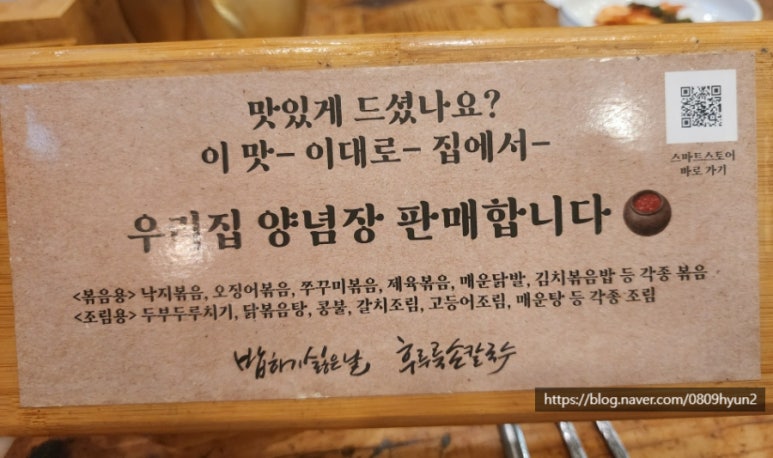 맛있게 드셨나요?
이 맛- 이대로- 집에서-
스마트스토어
바로 가기
우리집 양념장 판매합니다
<볶음용> 낙지볶음, 오징어볶음, 쭈꾸미볶음, 제육볶음, 매운닭발, 김치볶음밥 등 각종 볶음
<조림용> 두부두루치기, 닭볶음탕, 콩불, 갈치조림, 고등어조림, 매운탕 등 각종 조림
밥하기싫은날 후루룩손칼국수
https://blog.naver.com/0809hyun2